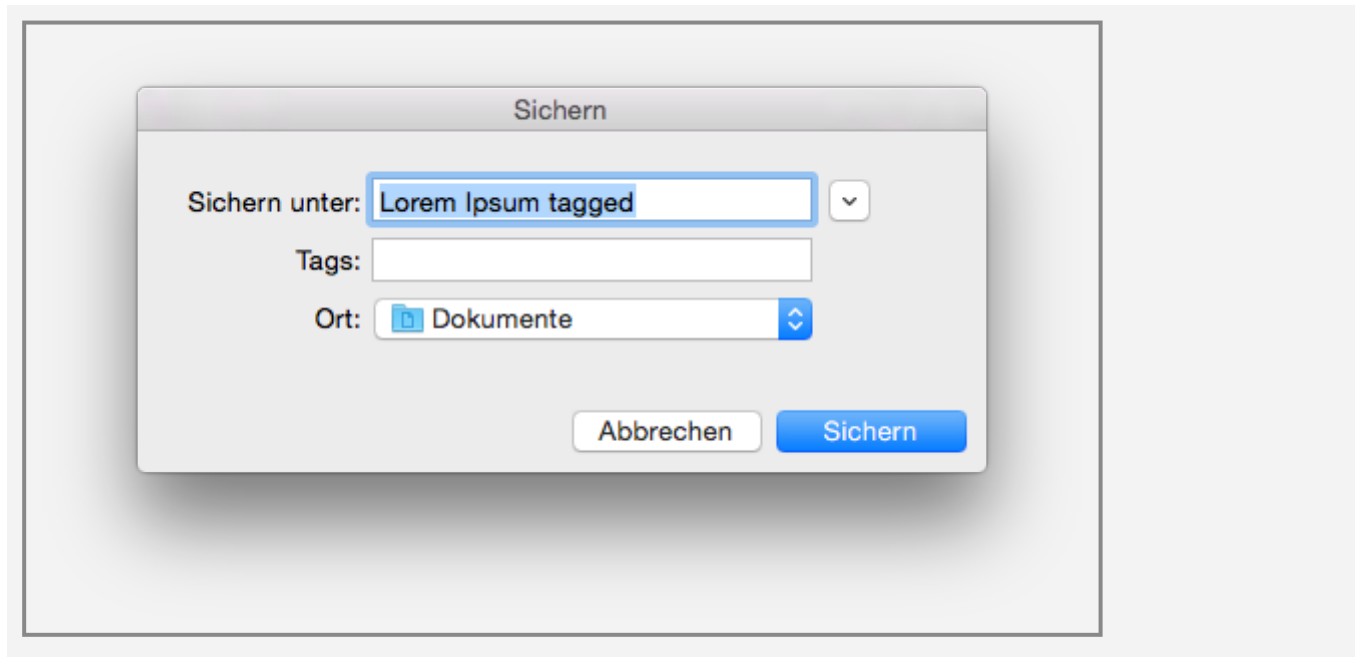 Sichern
Sichern unter: Lorem Ipsum tagged
Tags:
Ort: Dokumente
Abbrechen Sichern